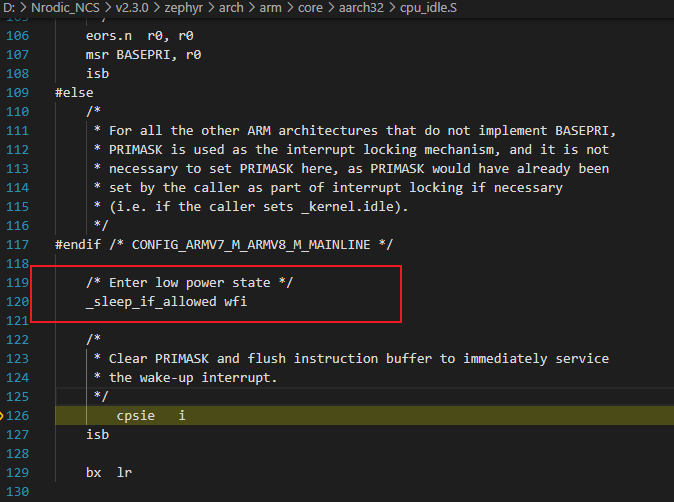 D: > Nrodic_NCS > v2.3.0 > zephyr > arch > arm > core > aarch32 > cpu_idle.S
105 */
106 eors.n r0, r0
107 msr BASEPRI, r0
108 isb
109 #else
110 /*
111 * For all the other ARM architectures that do not implement BASEPRI,
112 * PRIMASK is used as the interrupt locking mechanism, and it is not
113 * necessary to set PRIMASK here, as PRIMASK would have already been
114 * set by the caller as part of interrupt locking if necessary
115 * (i.e. if the caller sets _kernel.idle).
116 */
117 #endif /* CONFIG_ARMV7_M_ARMV8_M_MAINLINE */
118
119 /* Enter low power state */
120 _sleep_if_allowed wfi
121
122 /*
123 * Clear PRIMASK and flush instruction buffer to immediately service
124 * the wake-up interrupt.
125 */
126 cpsie i
127 isb
128
129 bx lr
130